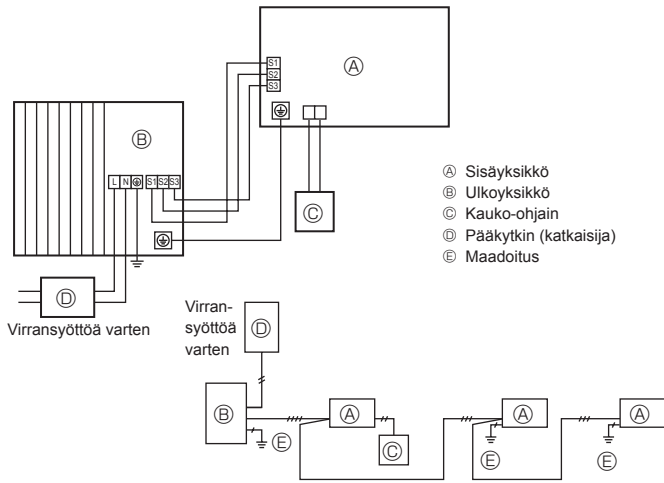 S1
S2
S3
Ⓐ
Ⓑ
L N S1 S2 S3
Ⓒ
Ⓓ
Virransyöttöä varten
Ⓐ Sisäyksikkö
Ⓑ Ulkoyksikkö
Ⓒ Kauko-ohjain
Ⓓ Pääkytkin (katkaisija)
Ⓔ Maadoitus
Virran-
syöttöä
varten
Ⓓ
Ⓑ
Ⓔ
Ⓐ
Ⓒ
Ⓐ
Ⓔ
Ⓐ
Ⓔ